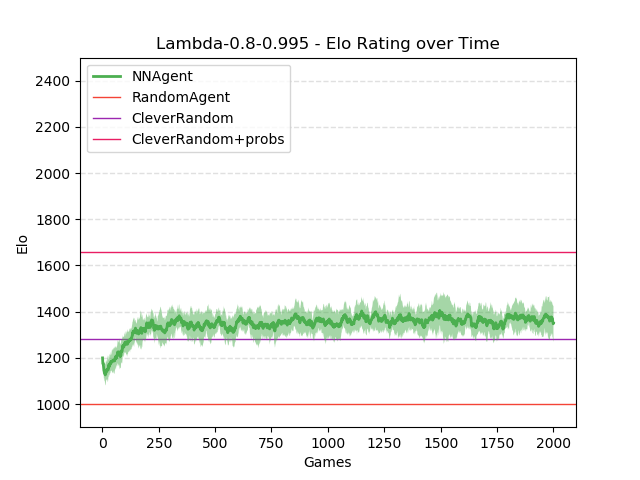 Lambda-0.8-0.995 - Elo Rating over Time
NNAgent
RandomAgent
CleverRandom
CleverRandom+probs
2400
2200
2000
1800
1600
1400
1200
1000
Elo
0 250 500 750 1000 1250 1500 1750 2000
Games